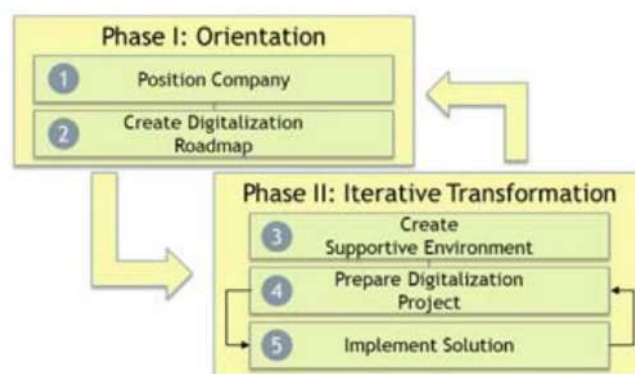 Phase I: Orientation
1 Position Company
2 Create Digitalization
Roadmap
Phase II: Iterative Transformation
3 Create
Supportive Environment
4 Prepare Digitalization
Project
5 Implement Solution